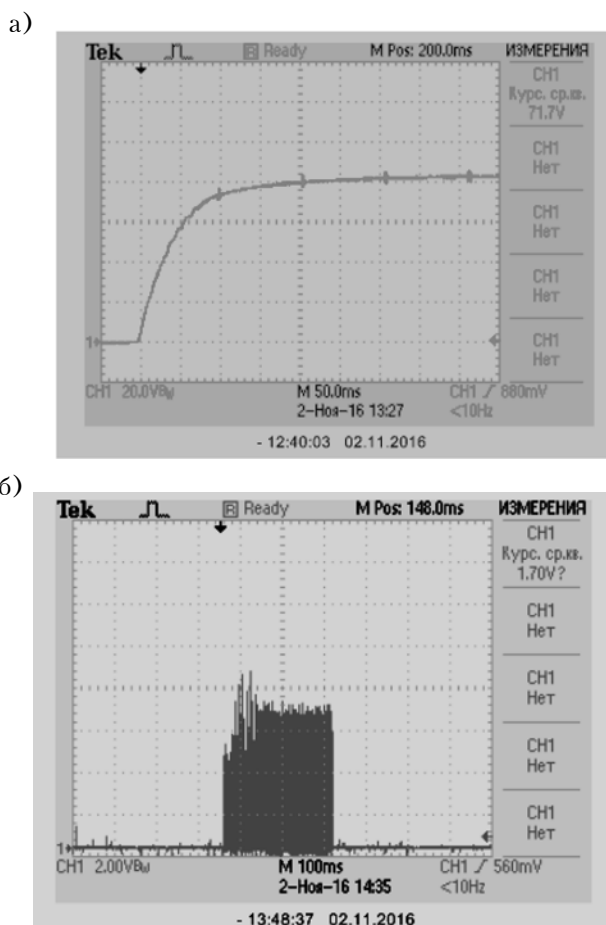 а)
Tek R Ready M Pos: 200.0ms ИЗМЕРЕНИЯ
CH1
Курс. ср.кв.
71.7V
CH1
Нет
CH1
Нет
CH1
Нет
CH1
Нет
1
CH1 20.0VBW M 50.0ms CH1 880mV
2-Ноя-16 13:27 <10Hz
- 12:40:03 02.11.2016
б)
Tek R Ready M Pos: 148.0ms ИЗМЕРЕНИЯ
CH1
Курс. ср.кв.
1.70V?
CH1
Нет
CH1
Нет
CH1
Нет
CH1
Нет
1
CH1 2.00VBW M 100ms CH1 560mV
2-Ноя-16 14:35 <10Hz
- 13:48:37 02.11.2016